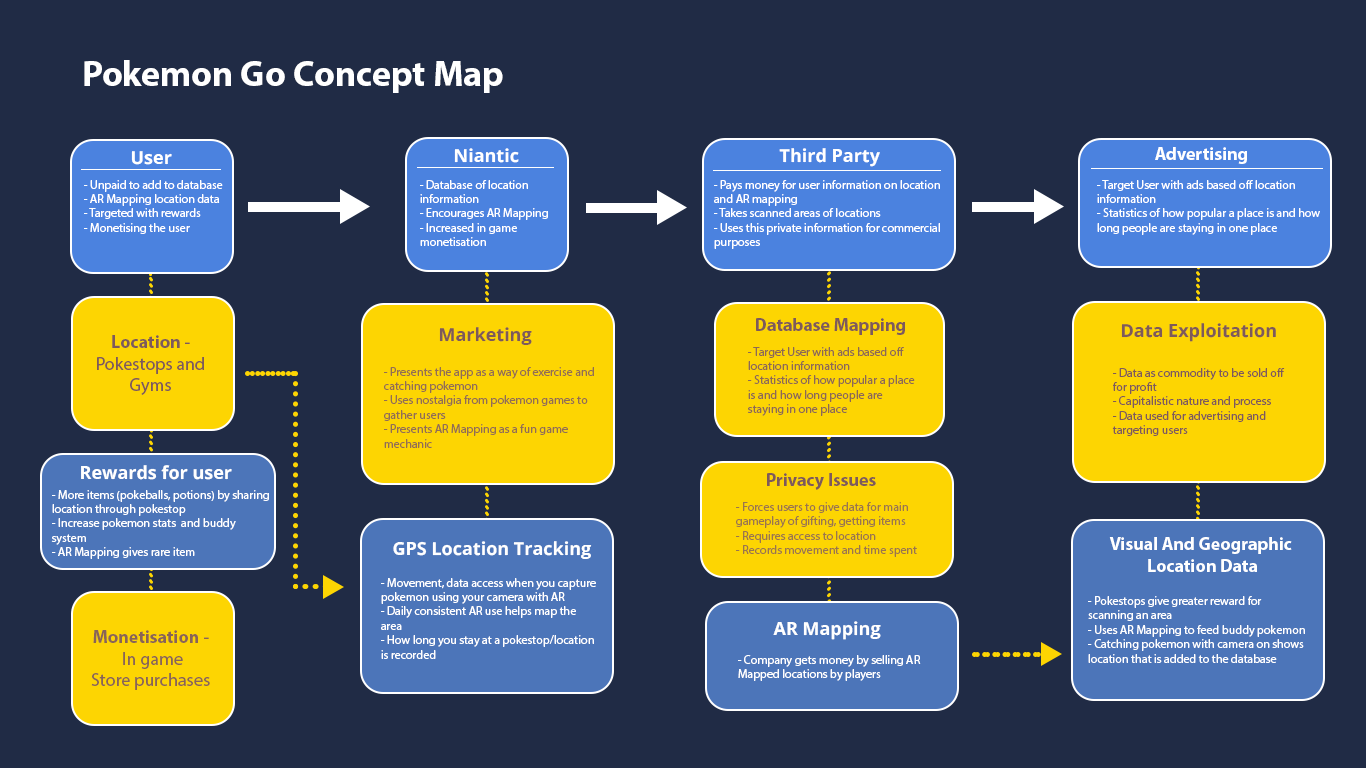 Pokemon Go Concept Map
User
- Unpaid to add to database
- AR Mapping location data
- Targeted with rewards
- Monetising the user
Niantic
- Database of location
information
- Encourages AR Mapping
- Increased in game
monetisation
Third Party
- Pays money for user information on location
and AR mapping
- Takes scanned areas of locations
- Uses this private information for commercial
purposes
Advertising
- Target User with ads based off location
information
- Statistics of how popular a place is and how
long people are staying in one place
Location -
Pokestops and
Gyms
Rewards for user
- More items (pokeballs, potions) by sharing
location through pokestop
- Increase pokemon stats and buddy
system
- AR Mapping gives rare item
Monetisation -
In game
Store purchases
Marketing
- Presents the app as a way of exercise and
catching pokemon
- Uses nostalgia from pokemon games to
gather users
- Presents AR Mapping as a fun game
mechanic
GPS Location Tracking
- Movement, data access when you capture
pokemon using your camera with AR
- Daily consistent AR use helps map the
area
- How long you stay at a pokestop/location
is recorded
Database Mapping
- Target User with ads based off
location information
- Statistics of how popular a place
is and how long people are
staying in one place
Privacy Issues
- Forces users to give data for main
gameplay of gifting, getting items
- Requires access to location
- Records movement and time spent
AR Mapping
- Company gets money by selling AR
Mapped locations by players
Data Exploitation
- Data as commodity to be sold off
for profit
- Capitalistic nature and process
- Data used for advertising and
targeting users
Visual And Geographic
Location Data
- Pokestops give greater reward for
scanning an area
- Uses AR Mapping to feed buddy pokemon
- Catching pokemon with camera on shows
location that is added to the database